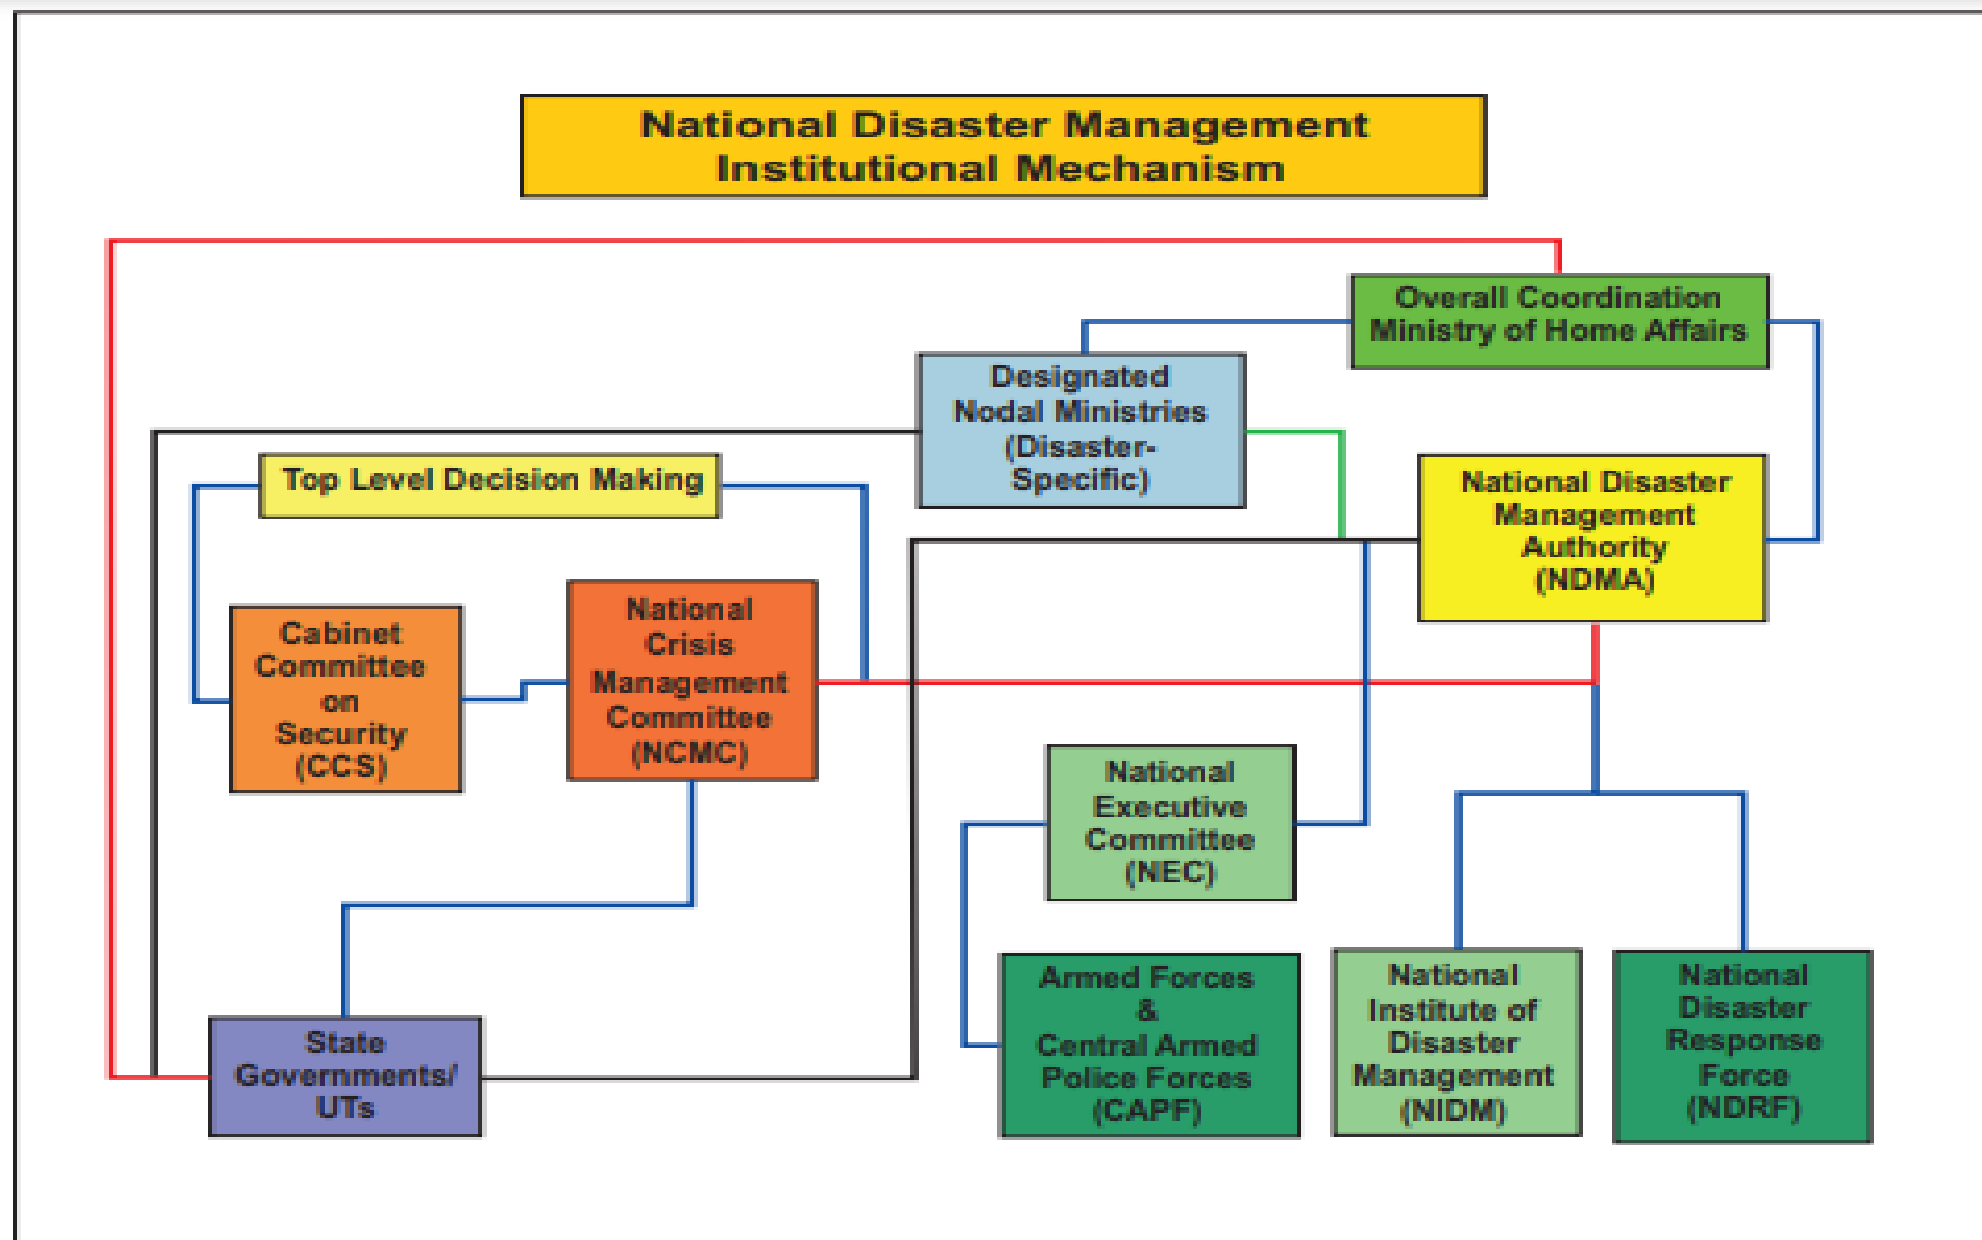 National Disaster Management
Institutional Mechanism
Overall Coordination
Ministry of Home Affairs
Designated
Nodal Ministries
(Disaster-
Specific)
Top Level Decision Making
National Disaster
Management
Authority
(NDMA)
Cabinet
Committee
on
Security
(CCS)
National
Crisis
Management
Committee
(NCMC)
National
Executive
Committee
(NEC)
State
Governments/
UTs
Armed Forces
&
Central Armed
Police Forces
(CAPF)
National
Institute of
Disaster
Management
(NIDM)
National
Disaster
Response
Force
(NDRF)